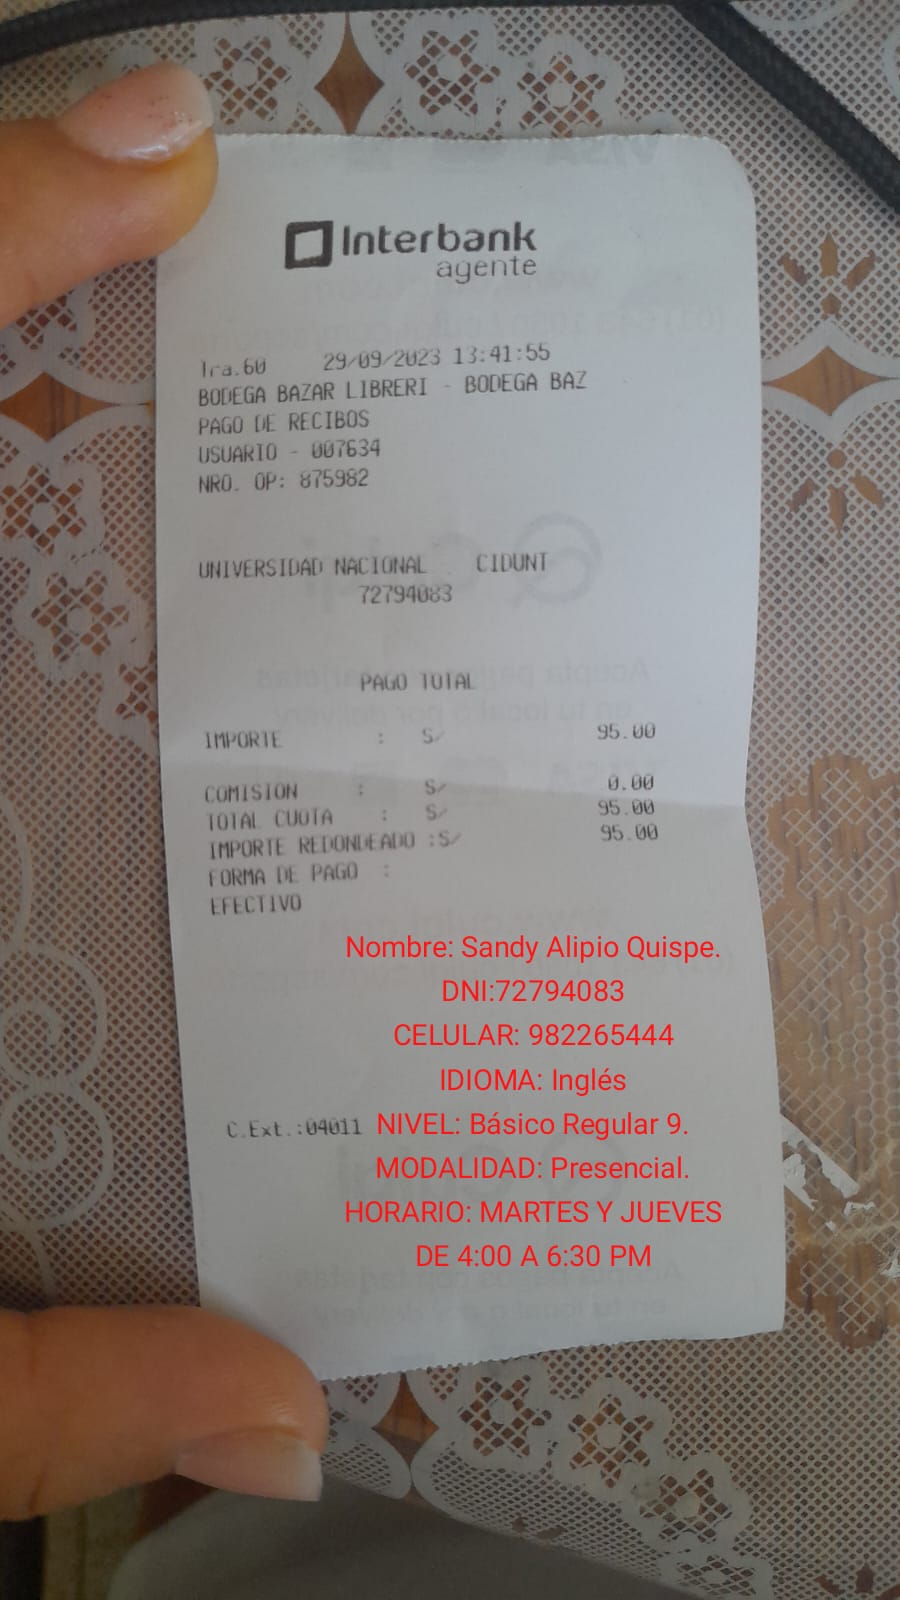 Interbank
agente
Tra.60 29/09/2023 13:41:55
BODEGA BAZAR LIBRERI - BODEGA BAZ
PAGO DE RECIBOS
USUARIO - 007634
NRO. OP: 875982
UNIVERSIDAD NACIONAL CIDUNT
72794083
PAGO TOTAL
IMPORTE : S/ 95.00
COMISION : S/ 0.00
TOTAL CUOTA : S/ 95.00
IMPORTE REDONDEADO :S/ 95.00
FORMA DE PAGO :
EFECTIVO
Nombre: Sandy Alipio Quispe.
DNI:72794083
CELULAR: 982265444
IDIOMA: Inglés
C.Ext.:04011 NIVEL: Básico Regular 9.
MODALIDAD: Presencial.
HORARIO: MARTES Y JUEVES
DE 4:00 A 6:30 PM